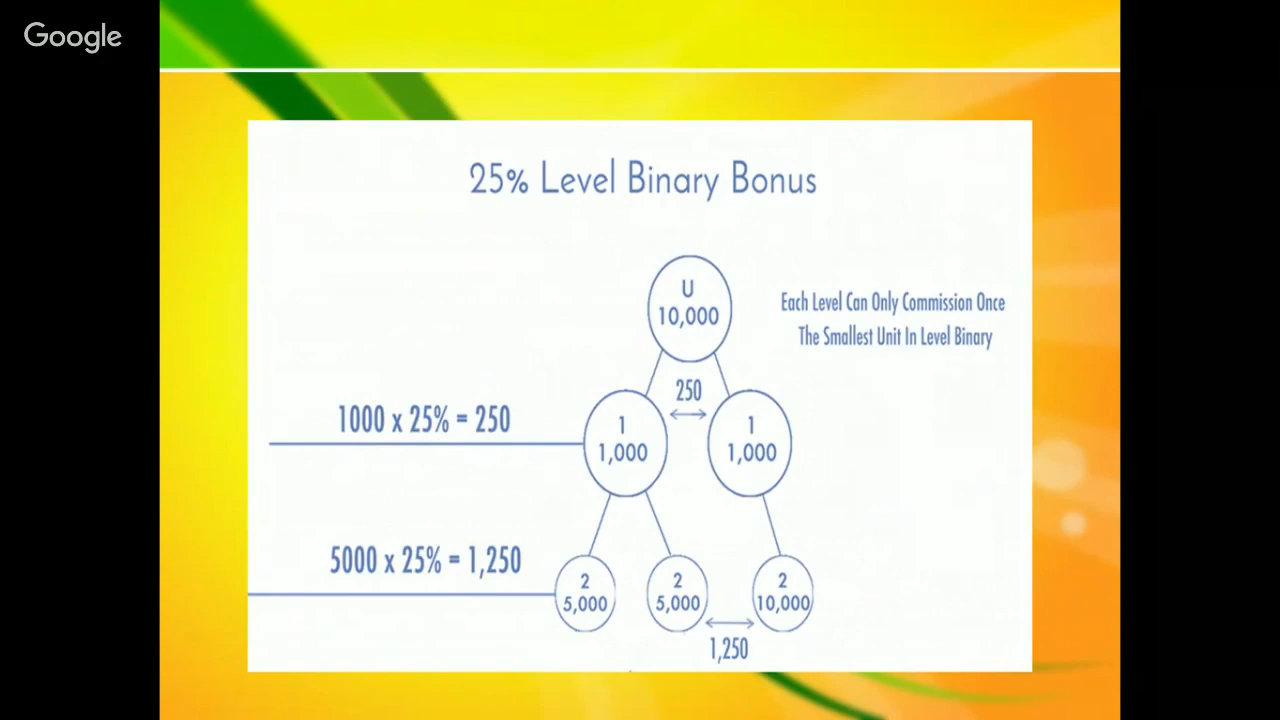 Google
25% Level Binary Bonus
U
10,000
Each Level Can Only Commission Once
The Smallest Unit In Level Binary
250
1000 x 25% = 250
1
1,000
1
1,000
5000 x 25% = 1,250
2
5,000
2
5,000
2
10,000
1,250